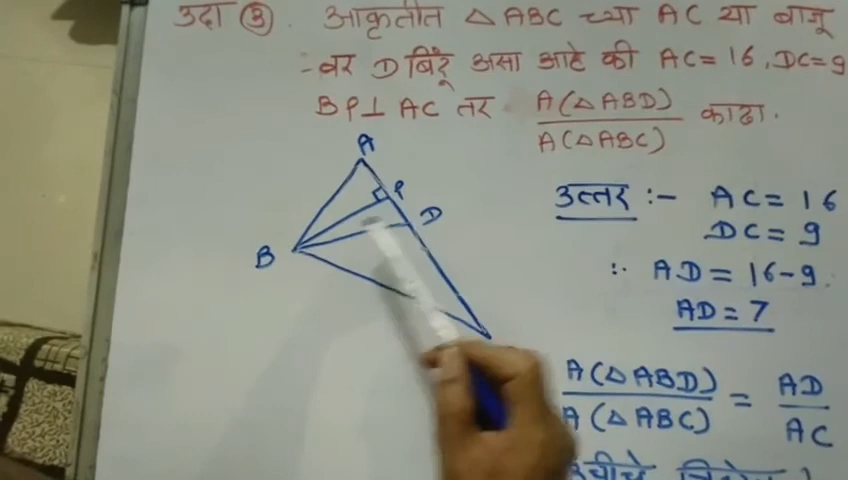 उदा ③. आकृतीत △ABC च्या AC या बाजू
-वर D बिंदू असा आहे की AC=16, DC=9
BP⊥AC तर A(△ABD)/A(△ABC) काढा.
A
P
D
B
उत्तर :- AC=16
DC=9
∴ AD=16-9
AD=7
A(△ABD)/A(△ABC) = AD/AC